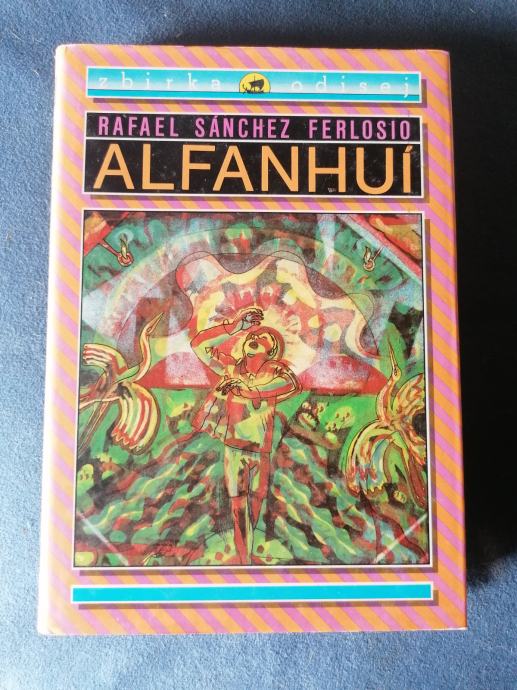 zbirka odisej
RAFAEL SÁNCHEZ FERLOSIO
ALFANHUÍ